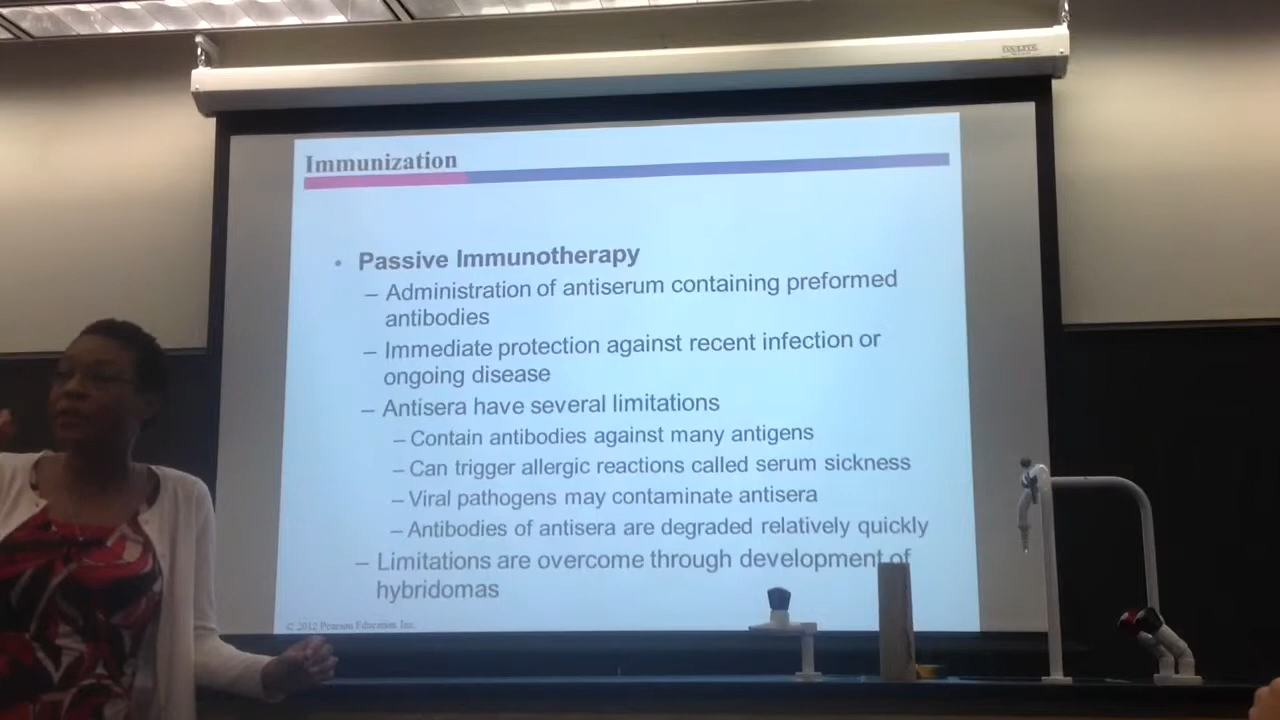 Immunization
• Passive Immunotherapy
– Administration of antiserum containing preformed
antibodies
– Immediate protection against recent infection or
ongoing disease
– Antisera have several limitations
– Contain antibodies against many antigens
– Can trigger allergic reactions called serum sickness
– Viral pathogens may contaminate antisera
– Antibodies of antisera are degraded relatively quickly
– Limitations are overcome through development of
hybridomas
© 2012 Pearson Education Inc.